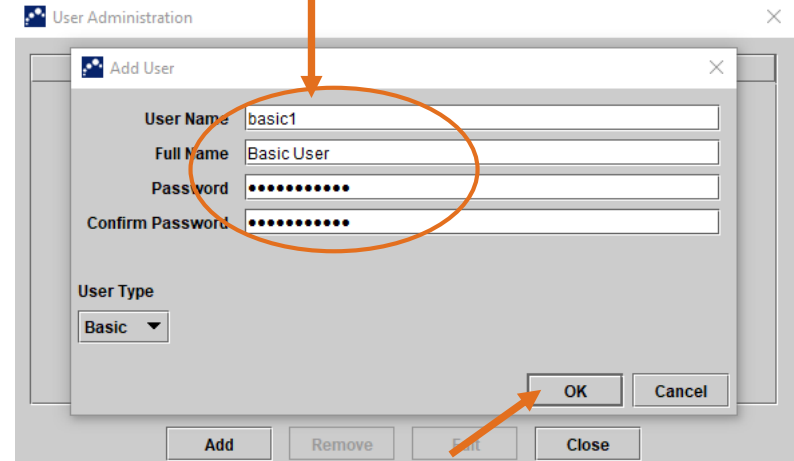 User Administration
Add User
User Name basic1
Full Name Basic User
Password •••••••••••
Confirm Password •••••••••••
User Type
Basic
OK Cancel
Add Remove Edit Close